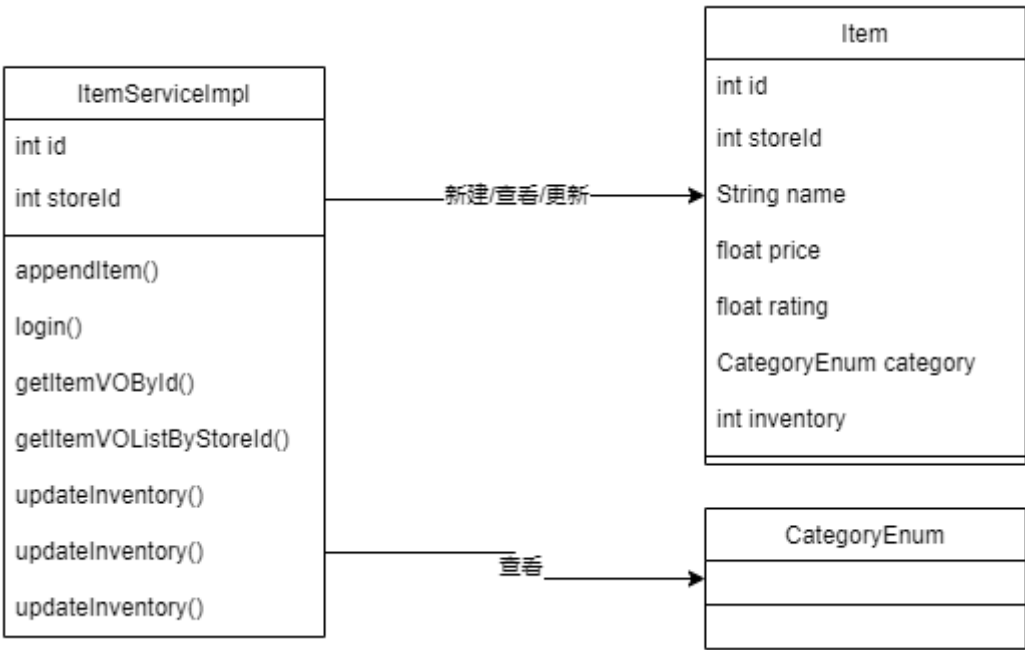 ItemServiceImpl
int id
int storeId
appendItem()
login()
getItemVOById()
getItemVOListByStoreId()
updateInventory()
updateInventory()
updateInventory()
新建/查看/更新
查看
Item
int id
int storeId
String name
float price
float rating
CategoryEnum category
int inventory
CategoryEnum